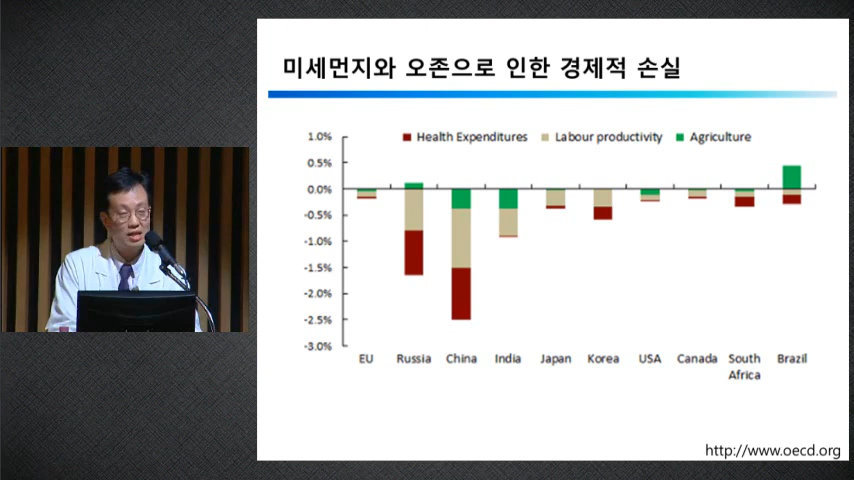 미세먼지와 오존으로 인한 경제적 손실
Health Expenditures Labour productivity Agriculture
1.0%
0.5%
0.0%
-0.5%
-1.0%
-1.5%
-2.0%
-2.5%
-3.0%
EU Russia China India Japan Korea USA Canada South Africa Brazil
http://www.oecd.org